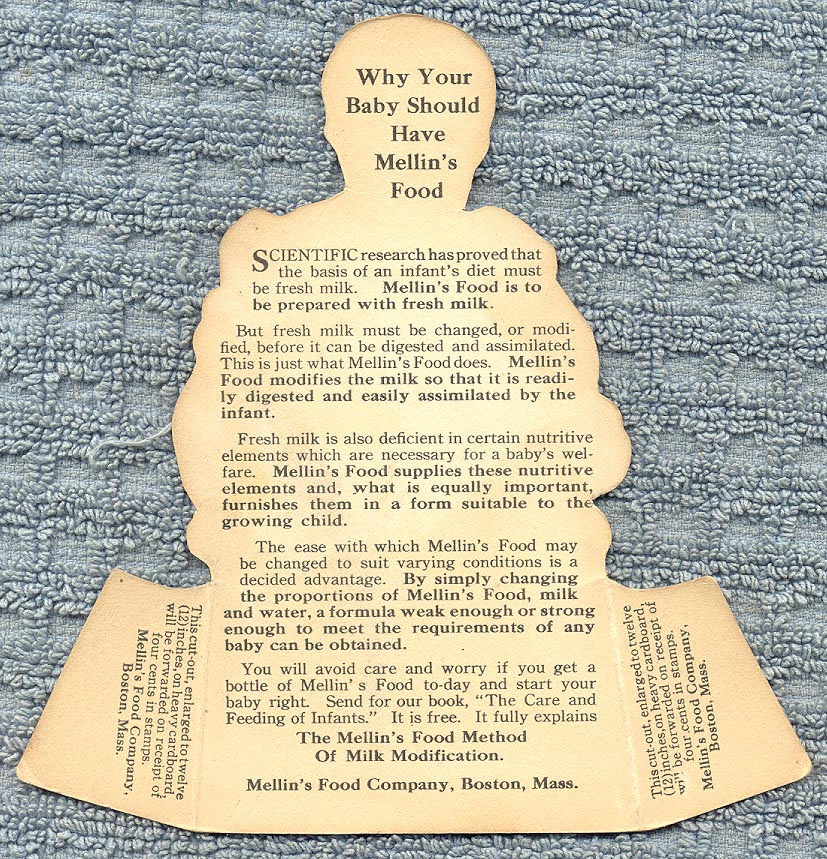 Why Your
Baby Should
Have
Mellin's
Food
SCIENTIFIC research has proved that
the basis of an infant's diet must
be fresh milk. Mellin's Food is to
be prepared with fresh milk.
But fresh milk must be changed, or modi-
fied, before it can be digested and assimilated.
This is just what Mellin's Food does. Mellin's
Food modifies the milk so that it is readi-
ly digested and easily assimilated by the
infant.
Fresh milk is also deficient in certain nutritive
elements which are necessary for a baby's wel-
fare. Mellin's Food supplies these nutritive
elements and, what is equally important,
furnishes them in a form suitable to the
growing child.
The ease with which Mellin's Food may
be changed to suit varying conditions is a
decided advantage. By simply changing
the proportions of Mellin's Food, milk
and water, a formula weak enough or strong
enough to meet the requirements of any
baby can be obtained.
You will avoid care and worry if you get a
bottle of Mellin' s Food to-day and start your
baby right. Send for our book, "The Care and
Feeding of Infants." It is free. It fully explains
The Mellin's Food Method
Of Milk Modification.
Mellin's Food Company, Boston, Mass.
This cut-out, enlarged to twelve
(12) inches, on heavy cardboard,
will be forwarded on receipt of
four cents in stamps.
Mellin's Food Company,
Boston, Mass.
This cut-out, enlarged to twelve
(12) inches, on heavy cardboard,
w" be forwarded on receipt of
four cents in stamps.
Mellin's Food Company,
Boston, Mass.